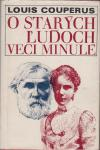 LOUIS COUPERUS
O STARÝCH
ĽUĎOCH
VECI MINULÉ